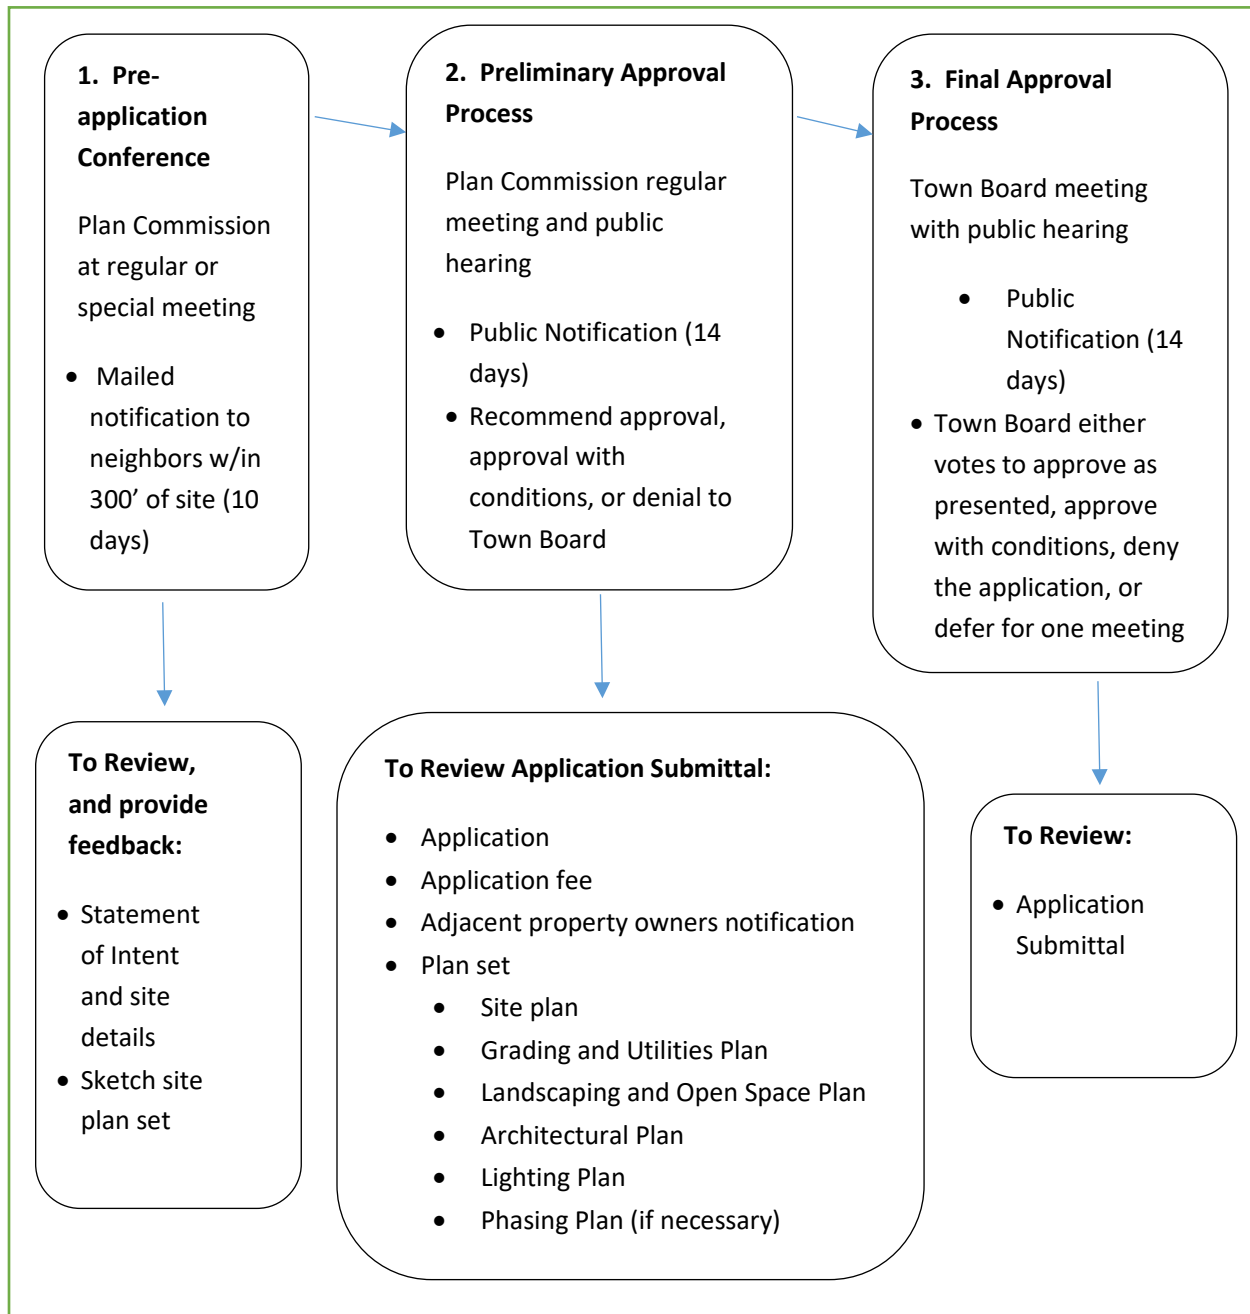 1. Pre-
application
Conference
Plan Commission
at regular or
special meeting
• Mailed
notification to
neighbors w/in
300’ of site (10
days)
2. Preliminary Approval
Process
Plan Commission regular
meeting and public
hearing
• Public Notification (14
days)
• Recommend approval,
approval with
conditions, or denial to
Town Board
3. Final Approval
Process
Town Board meeting
with public hearing
• Public
Notification (14
days)
• Town Board either
votes to approve as
presented, approve
with conditions, deny
the application, or
defer for one meeting
To Review,
and provide
feedback:
• Statement
of Intent
and site
details
• Sketch site
plan set
To Review Application Submittal:
• Application
• Application fee
• Adjacent property owners notification
• Plan set
• Site plan
• Grading and Utilities Plan
• Landscaping and Open Space Plan
• Architectural Plan
• Lighting Plan
• Phasing Plan (if necessary)
To Review:
• Application
Submittal